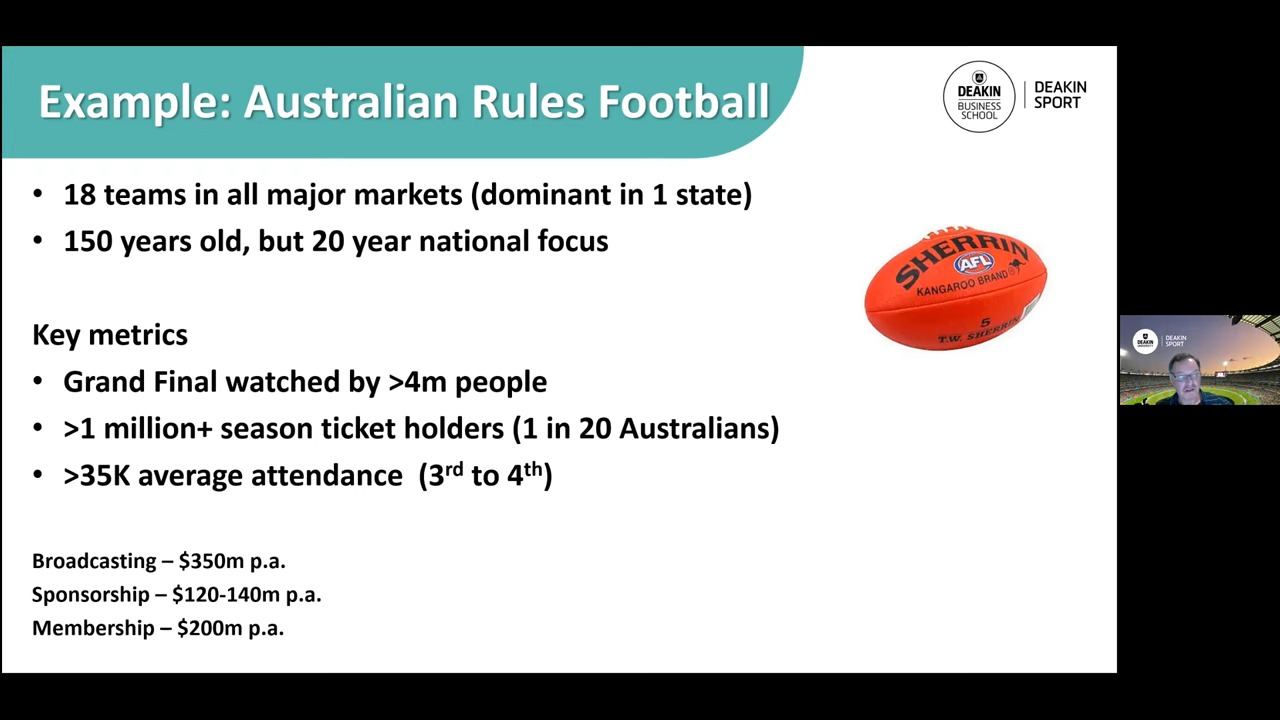 Example: Australian Rules Football
DEAKIN
BUSINESS
SCHOOL
DEAKIN
SPORT
• 18 teams in all major markets (dominant in 1 state)
• 150 years old, but 20 year national focus
SHERRIN
AFL
KANGAROO BRAND®
5
T.W. SHERRIN
Key metrics
• Grand Final watched by >4m people
• >1 million+ season ticket holders (1 in 20 Australians)
• >35K average attendance (3rd to 4th)
Broadcasting – $350m p.a.
Sponsorship – $120-140m p.a.
Membership – $200m p.a.
DEAKIN
UNIVERSITY
DEAKIN
SPORT